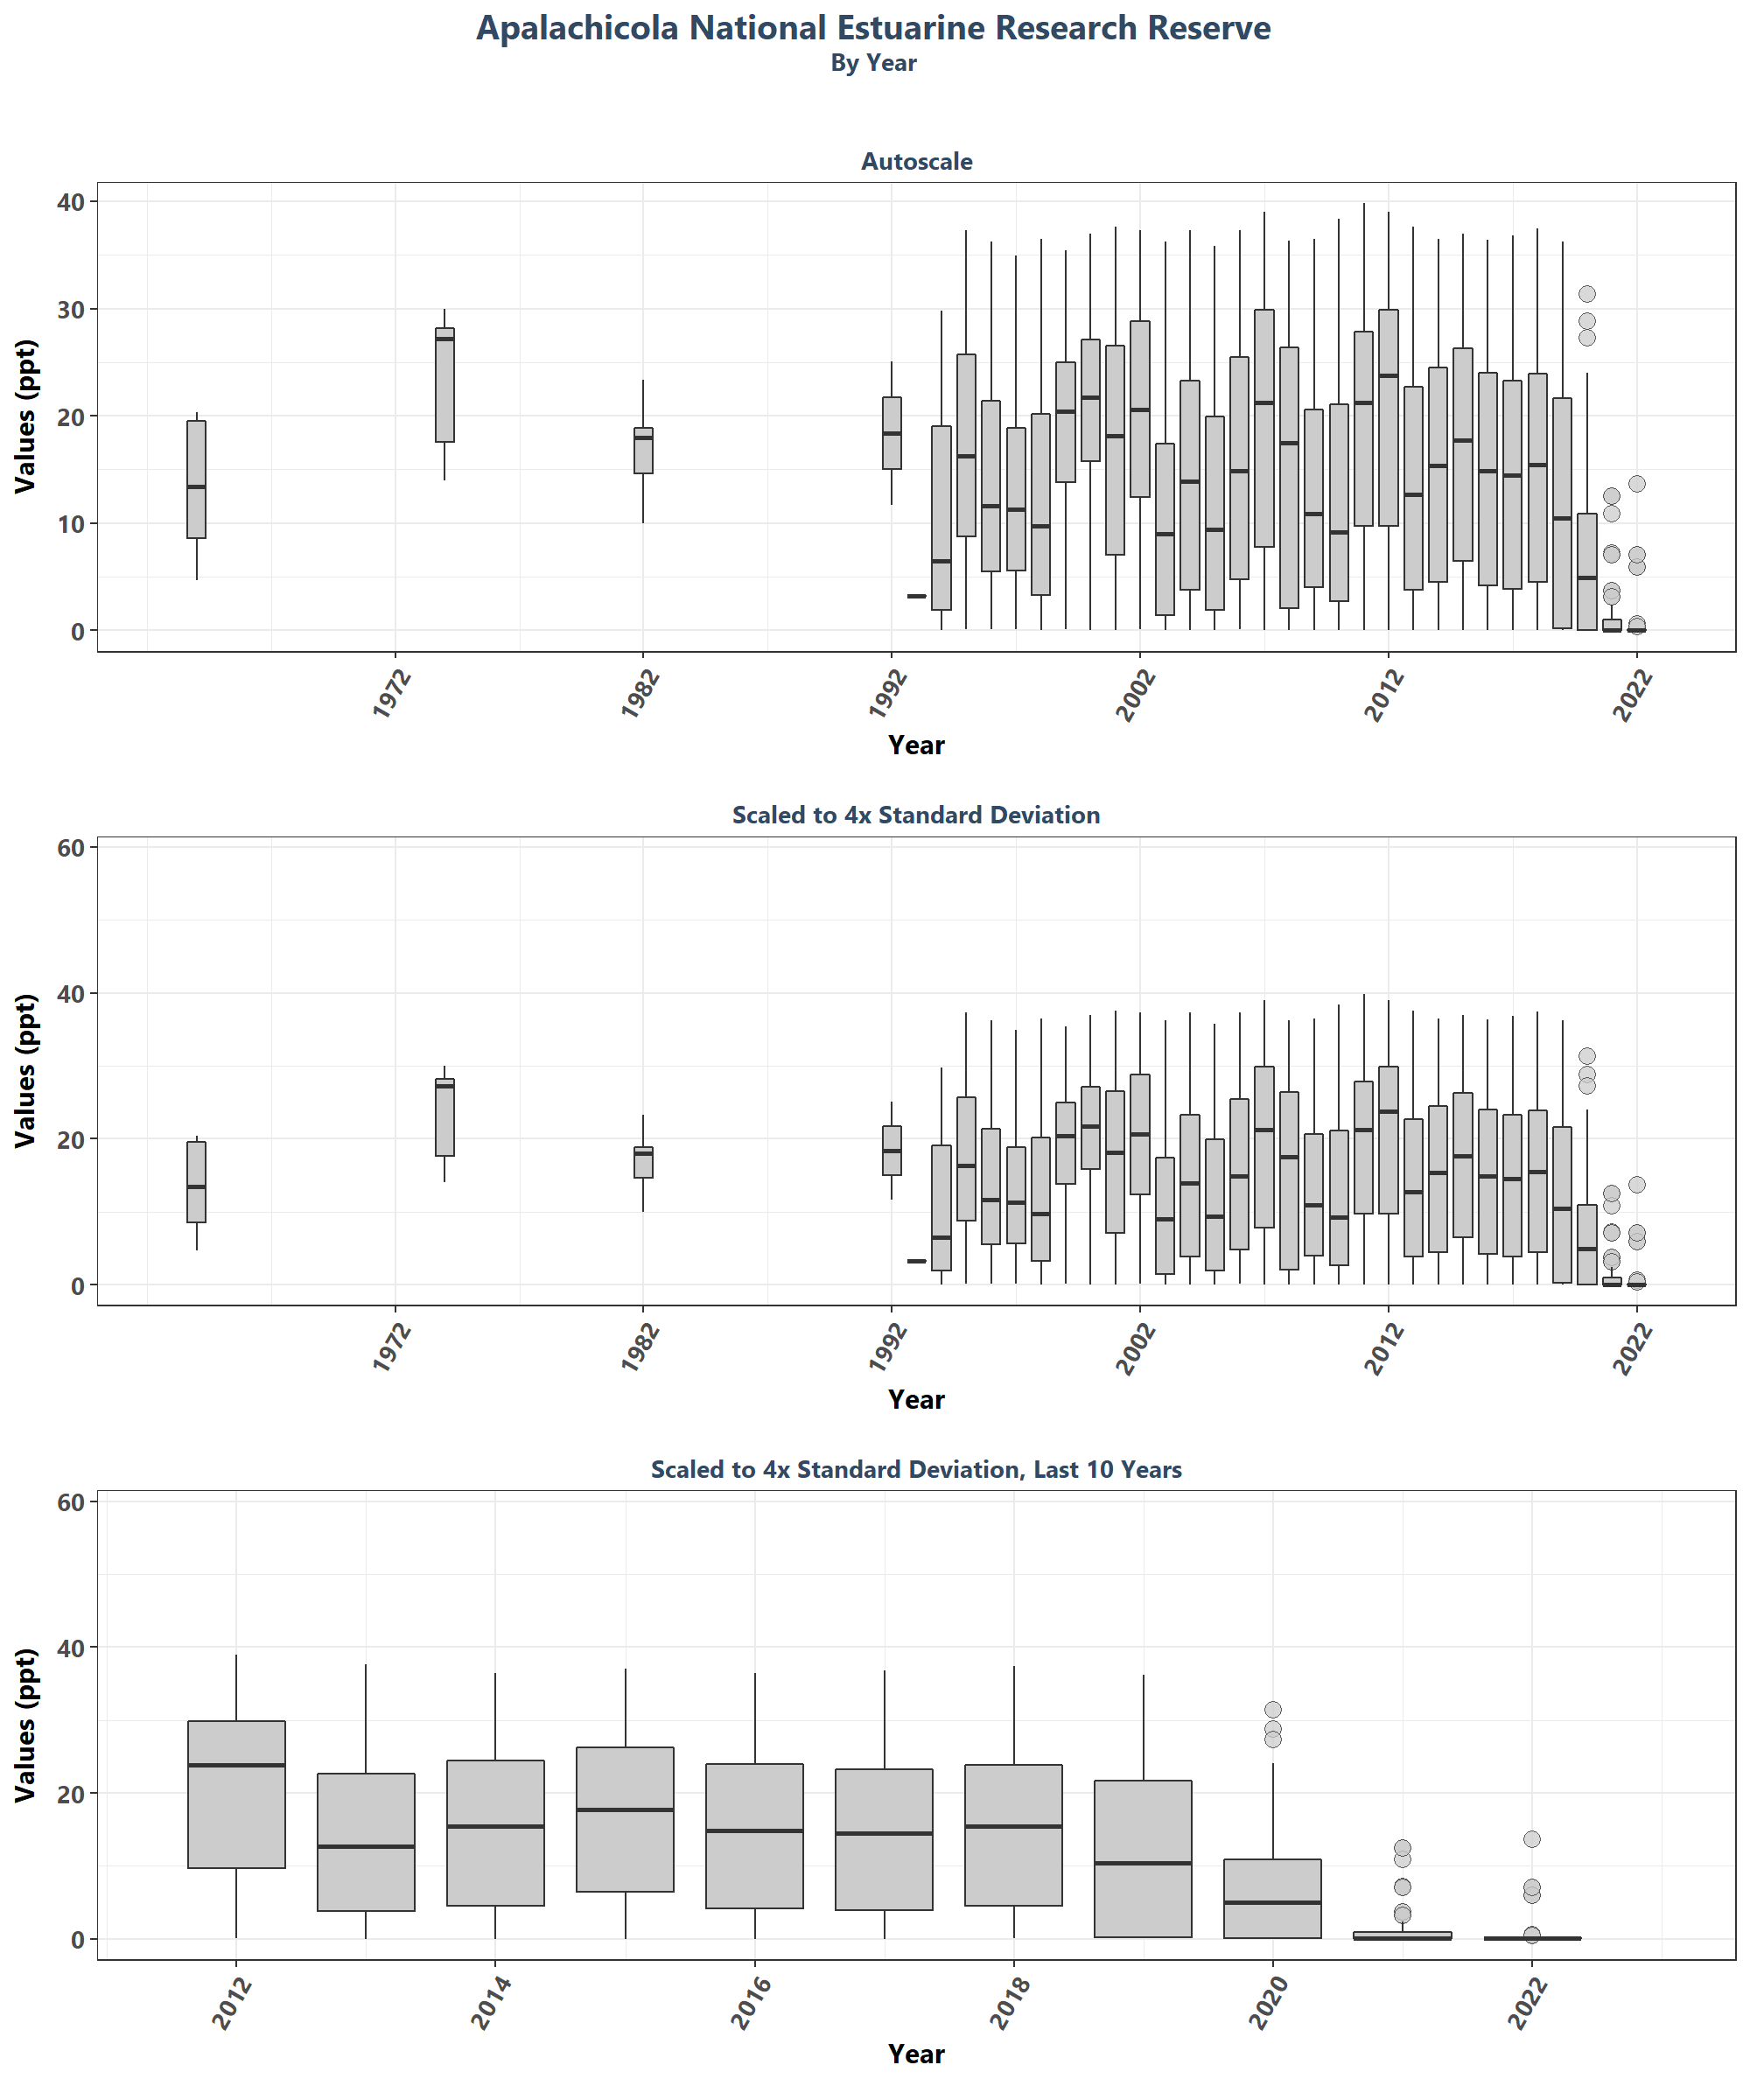 Apalachicola National Estuarine Research Reserve
By Year
Autoscale
Values (ppt)
40
30
20
10
0
1972 1982 1992 2002 2012 2022
Year
Scaled to 4x Standard Deviation
Values (ppt)
60
40
20
0
1972 1982 1992 2002 2012 2022
Year
Scaled to 4x Standard Deviation, Last 10 Years
Values (ppt)
60
40
20
0
2012 2014 2016 2018 2020 2022
Year